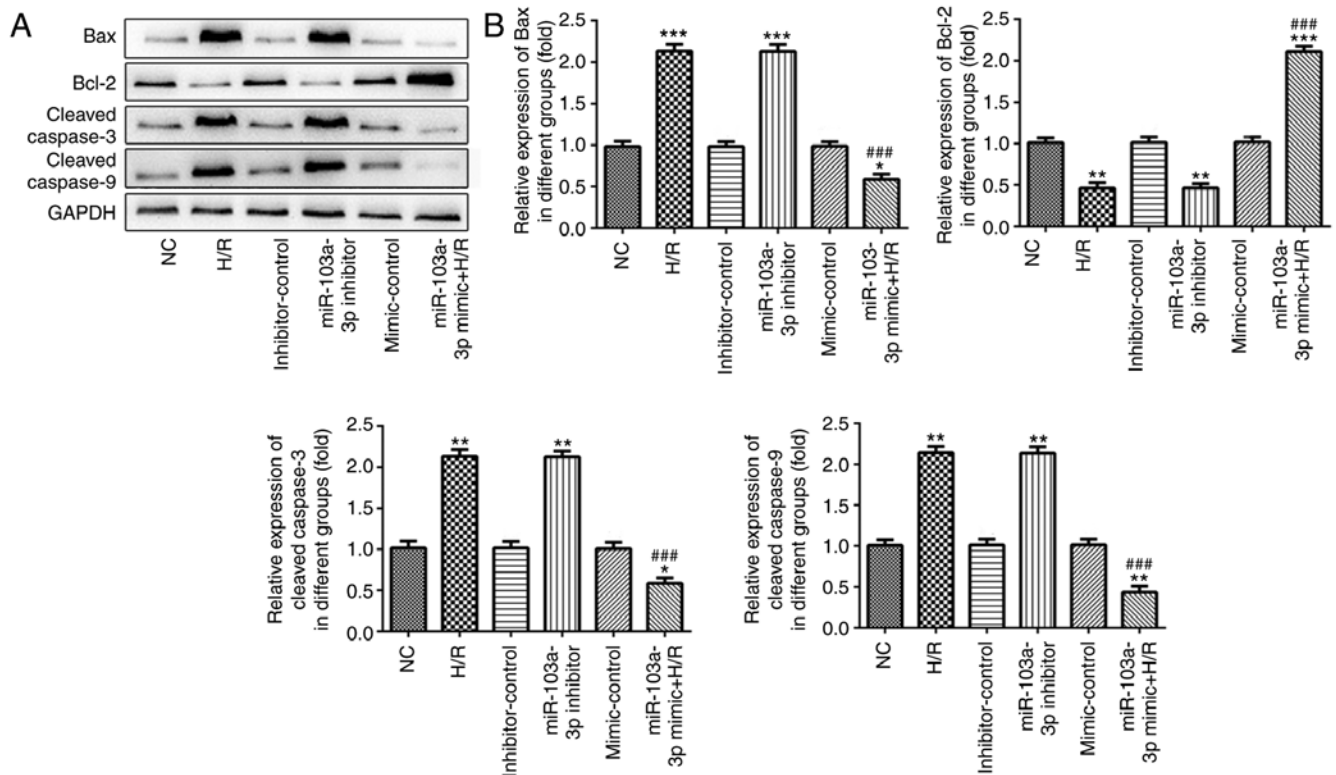 A
Bax
Bcl-2
Cleaved
caspase-3
Cleaved
caspase-9
GAPDH
NC
H/R
Inhibitor-control
miR-103a-
3p inhibitor
Mimic-control
miR-103a-
3p mimic+H/R
B
Relative expression of Bax
in different groups (fold)
2.5
2.0
1.5
1.0
0.5
0.0
***
***
###
*
NC
H/R
Inhibitor-control
miR-103a-
3p inhibitor
Mimic-control
miR-103-
3p mimic+H/R
Relative expression of Bcl-2
in different groups (fold)
2.5
2.0
1.5
1.0
0.5
0.0
**
**
###
***
NC
H/R
Inhibitor-control
miR-103a-
3p inhibitor
Mimic-control
miR-103a-
3p mimic+H/R
Relative expression of
cleaved caspase-3
in different groups (fold)
2.5
2.0
1.5
1.0
0.5
0.0
**
**
###
*
NC
H/R
Inhibitor-control
miR-103a-
3p inhibitor
Mimic-control
miR-103a-
3p mimic+H/R
Relative expression of
cleaved caspase-9
in different groups (fold)
2.5
2.0
1.5
1.0
0.5
0.0
**
**
###
**
NC
H/R
Inhibitor-control
miR-103a-
3p inhibitor
Mimic-control
miR-103a-
3p mimic+H/R